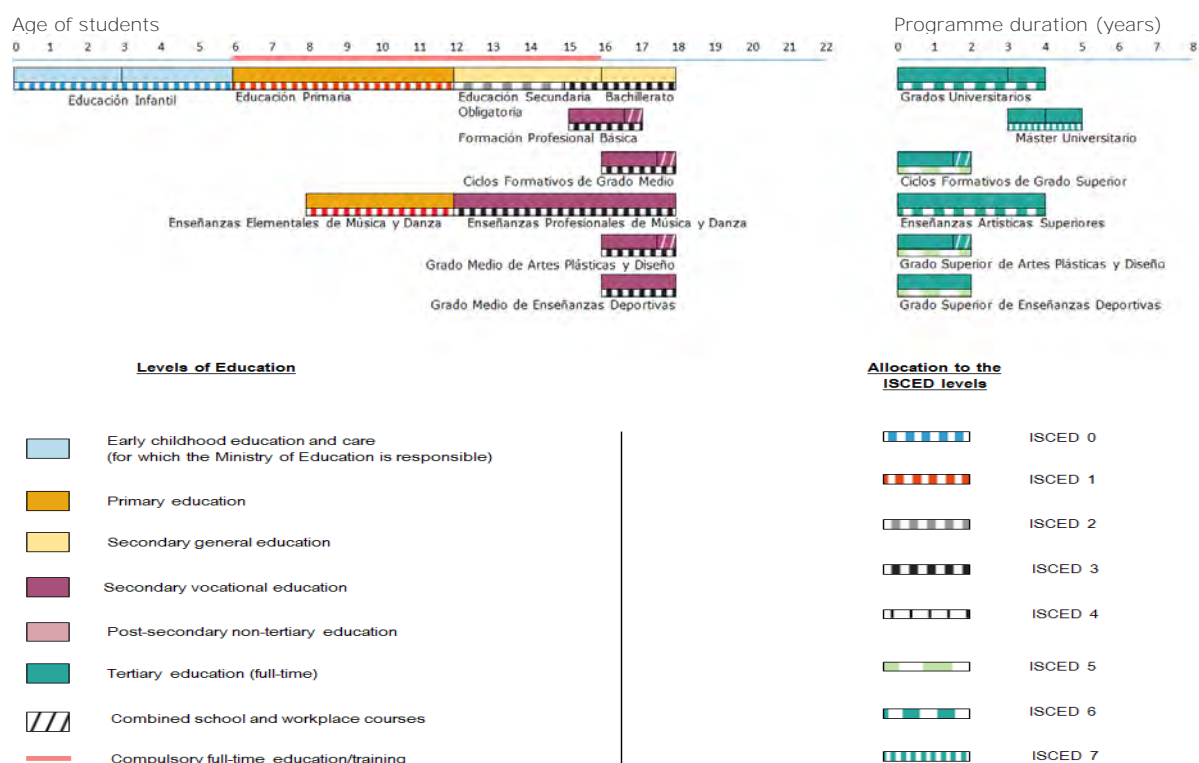 Age of students
Programme duration (years)
0 1 2 3 4 5 6 7 8 9 10 11 12 13 14 15 16 17 18 19 20 21 22
0 1 2 3 4 5 6 7 8
Educación Infantil
Educación Primaria
Educación Secundaria
Obligatoria
Bachillerato
Grados Universitarios
Formación Profesional Básica
Máster Universitario
Ciclos Formativos de Grado Medio
Ciclos Formativos de Grado Superior
Enseñanzas Elementales de Música y Danza
Enseñanzas Profesionales de Música y Danza
Enseñanzas Artísticas Superiores
Grado Medio de Artes Plásticas y Diseño
Grado Superior de Artes Plásticas y Diseño
Grado Medio de Enseñanzas Deportivas
Grado Superior de Enseñanzas Deportivas
Levels of Education
Early childhood education and care
(for which the Ministry of Education is responsible)
Primary education
Secondary general education
Secondary vocational education
Post-secondary non-tertiary education
Tertiary education (full-time)
Combined school and workplace courses
Compulsory full-time education/training
Allocation to the
ISCED levels
ISCED 0
ISCED 1
ISCED 2
ISCED 3
ISCED 4
ISCED 5
ISCED 6
ISCED 7